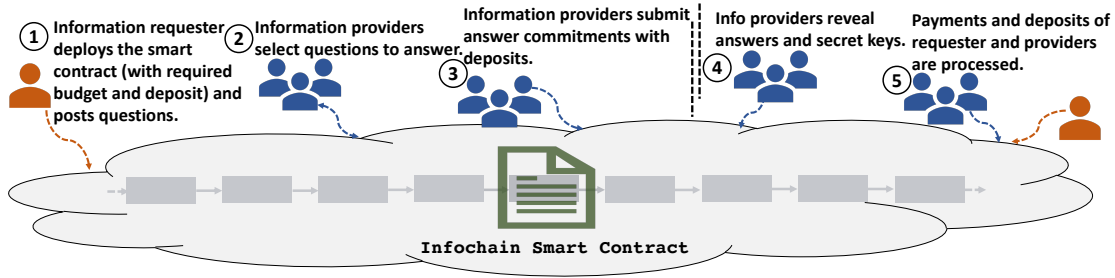 1
Information requester
deploys the smart
contract (with required
budget and deposit) and
posts questions.
2
Information providers
select questions to answer.
3
Information providers submit
answer commitments with
deposits.
4
Info providers reveal
answers and secret keys.
5
Payments and deposits of
requester and providers
are processed.
Infochain Smart Contract